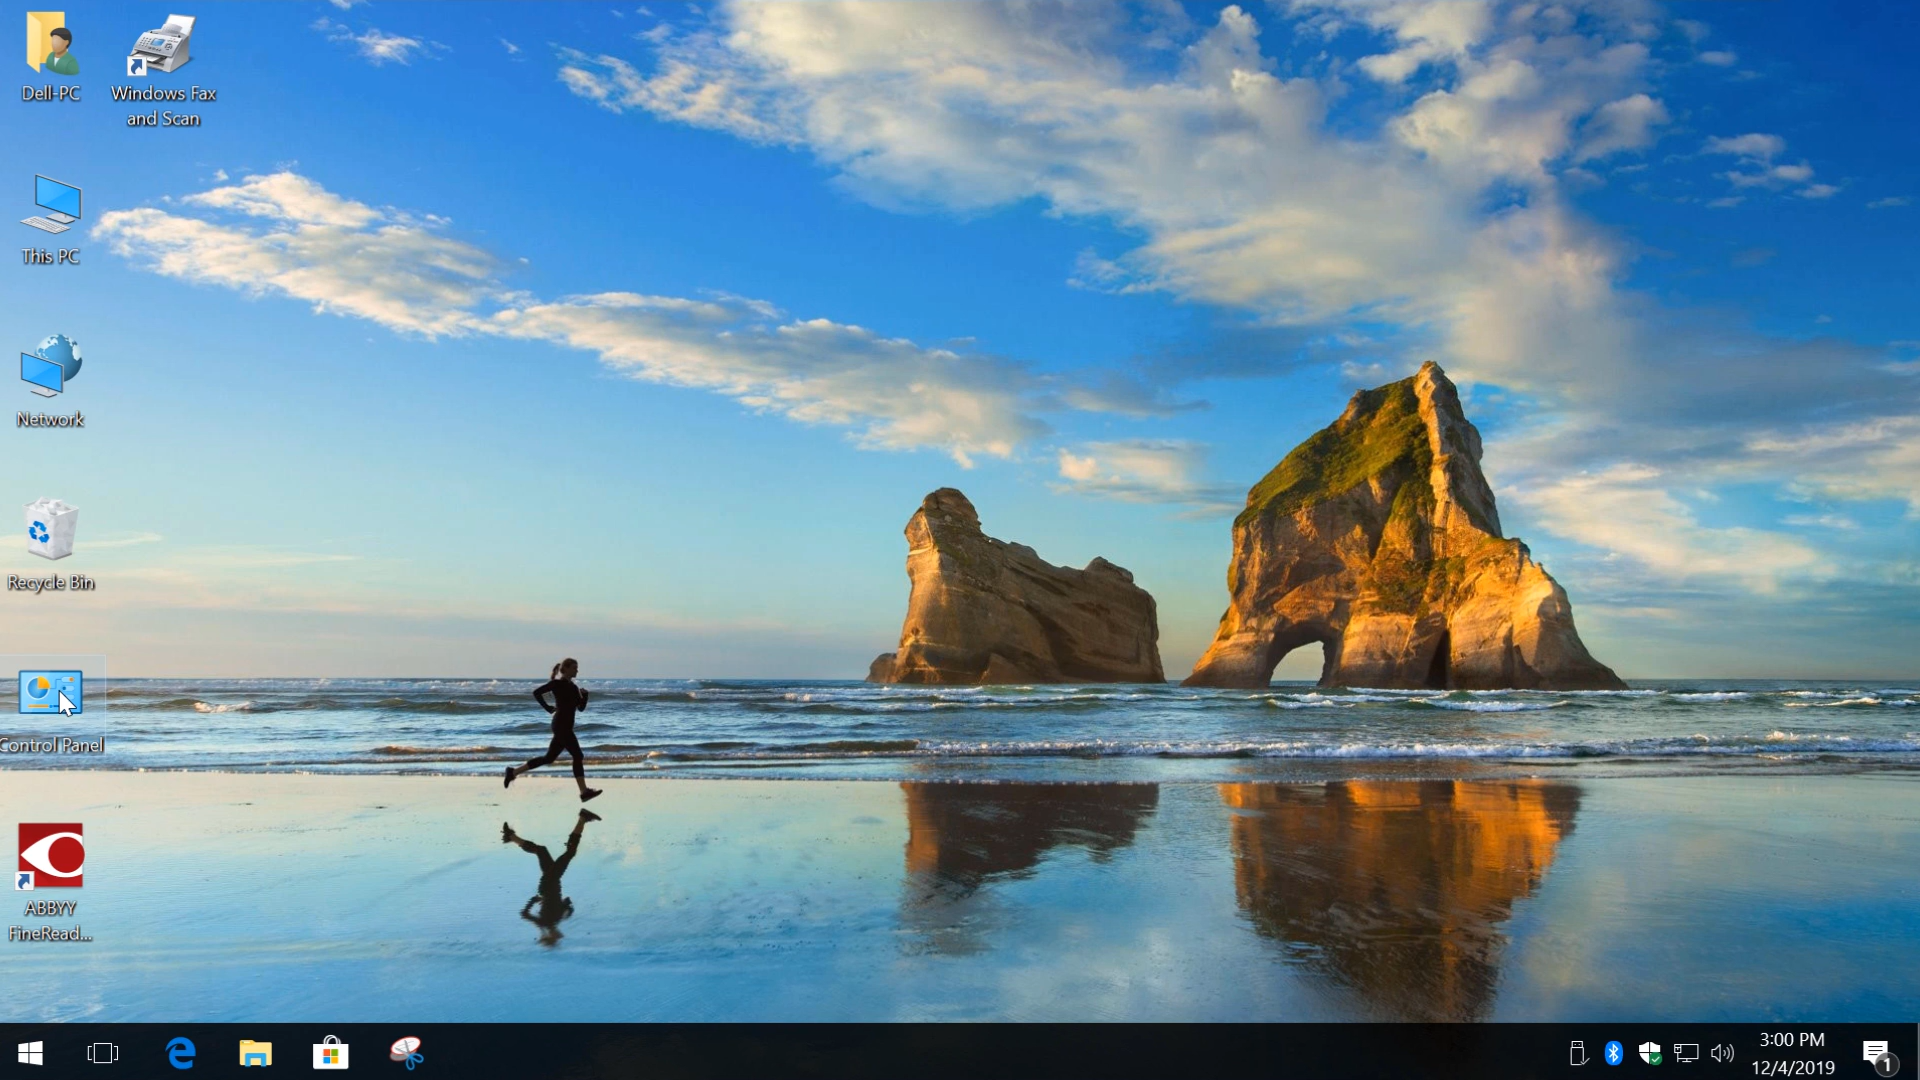 Dell-PC
Windows Fax
and Scan
This PC
Network
Recycle Bin
Control Panel
ABBYY
FineRead...
3:00 PM
12/4/2019
1